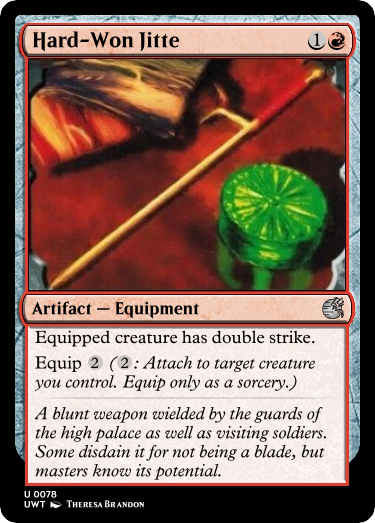 Hard-Won Jitte 1
Artifact — Equipment
Equipped creature has double strike.
Equip 2 (2: Attach to target creature
you control. Equip only as a sorcery.)
A blunt weapon wielded by the guards of
the high palace as well as visiting soldiers.
Some disdain it for not being a blade, but
masters know its potential.
U 0078
UWT Theresa Brandon